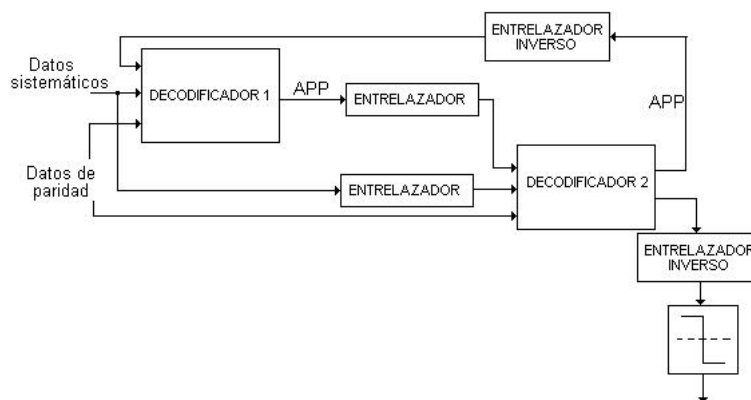 ENTRELAZADOR
INVERSO
Datos
sistemáticos
DECODIFICADOR 1
APP
ENTRELAZADOR
APP
Datos de
paridad
ENTRELAZADOR
DECODIFICADOR 2
ENTRELAZADOR
INVERSO